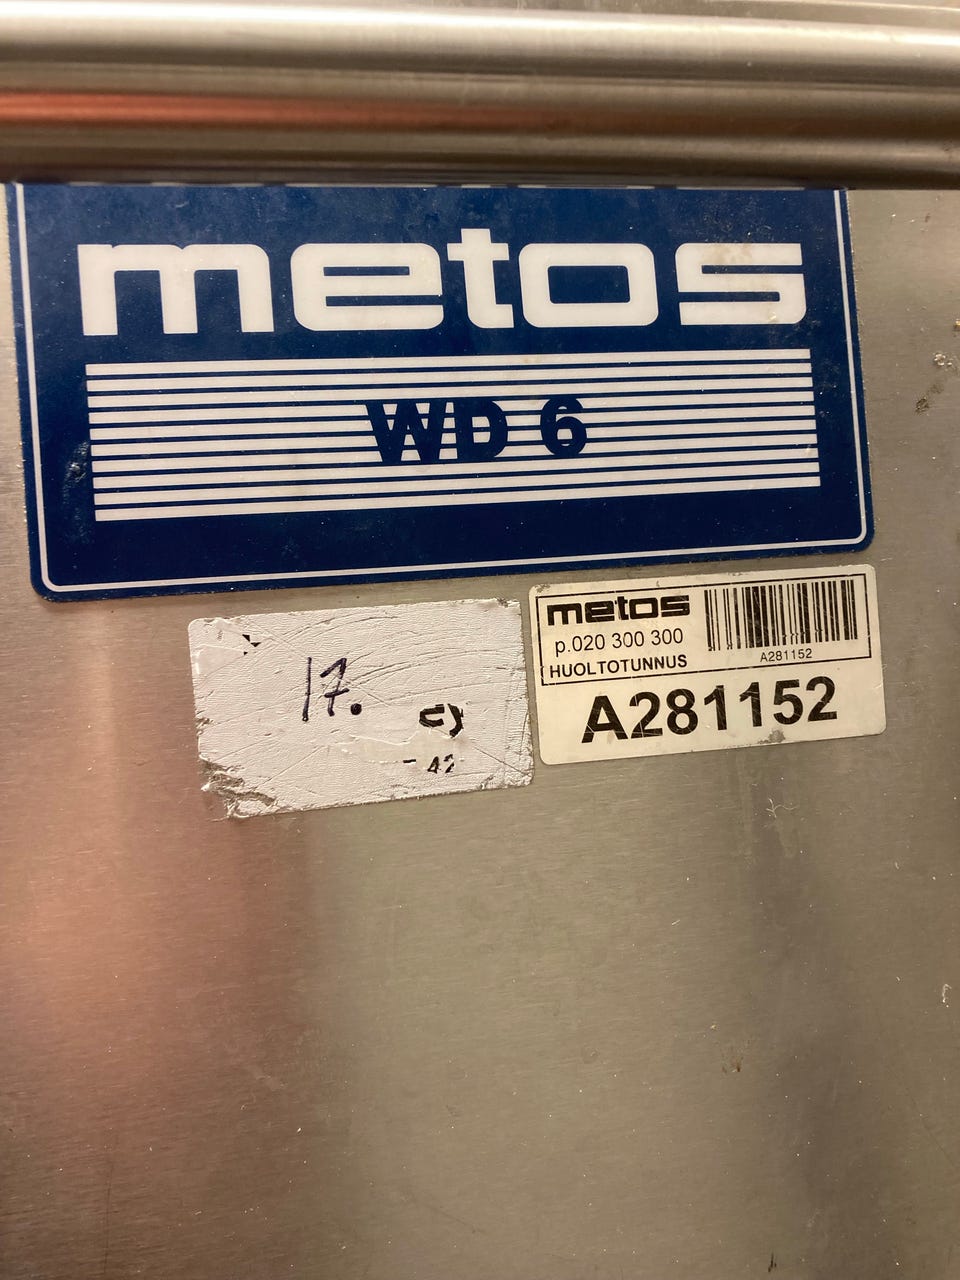 metos
WD 6
17.
metos
p.020 300 300
HUOLTOTUNNUS
A281152
A281152